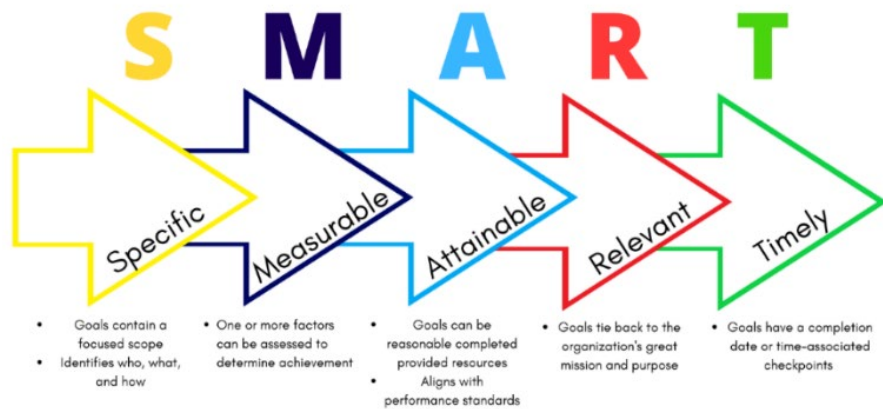 S M A R T
Specific
Measurable
Attainable
Relevant
Timely
• Goals contain a
focused scope
• Identifies who, what,
and how
• One or more factors
can be assessed to
determine achievement
• Goals can be
reasonable completed
provided resources
• Aligns with
performance standards
• Goals tie back to the
organization's great
mission and purpose
• Goals have a completion
date or time-associated
checkpoints